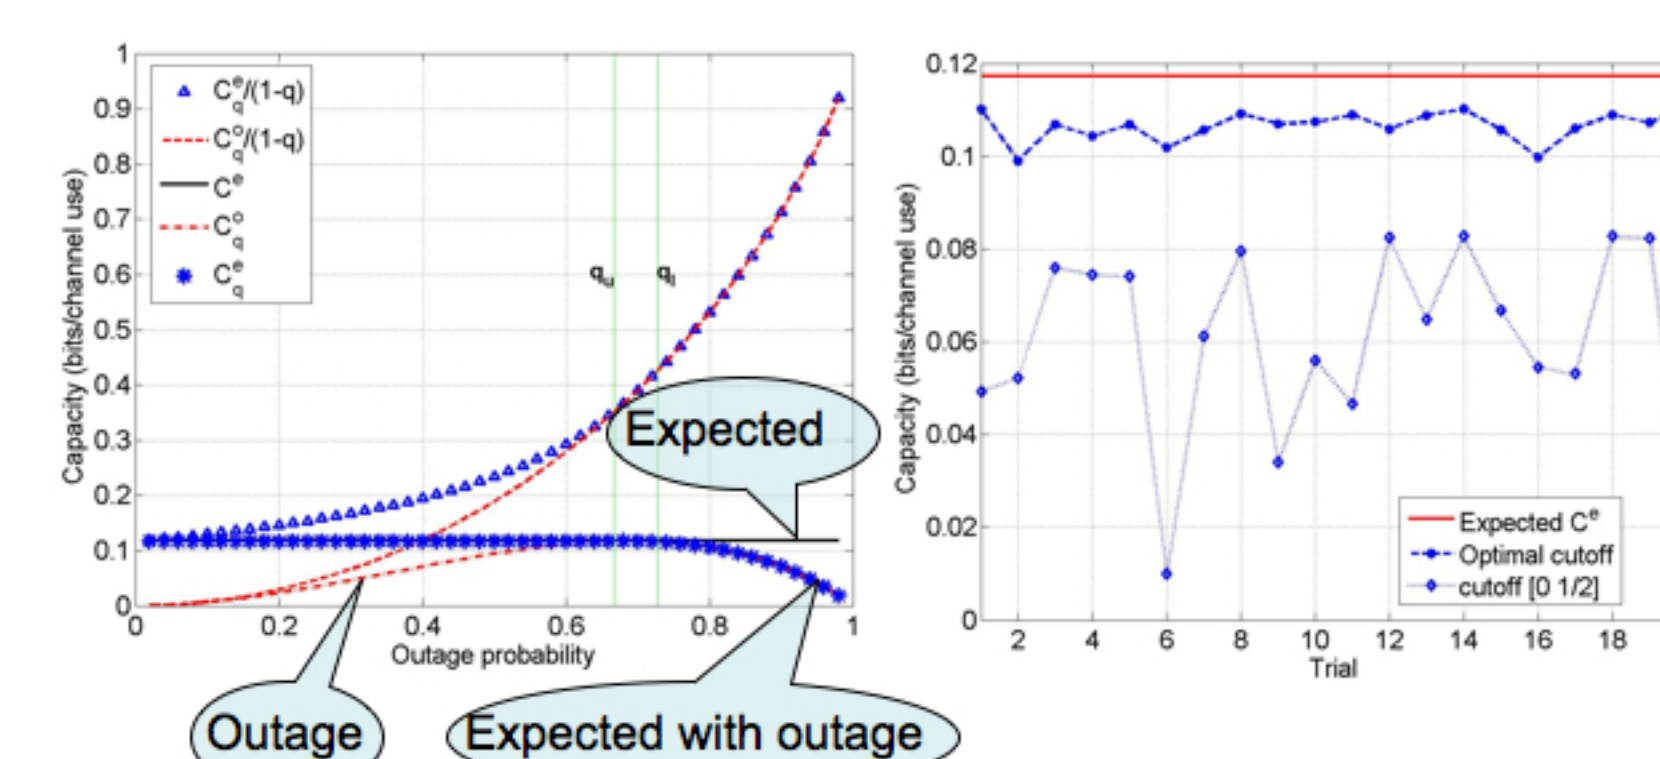 1
0.9
0.8
0.7
0.6
0.5
0.4
0.3
0.2
0.1
0
Capacity (bits/channel use)
C^e_q/(1-q)
C^o_q/(1-q)
C^e
C^o_q
C^e_q
q_u
q_l
Expected
0 0.2 0.4 0.6 0.8 1
Outage probability
Outage
Expected with outage
0.12
0.1
0.08
0.06
0.04
0.02
0
Capacity (bits/channel use)
Expected C^e
Optimal cutoff
cutoff [0 1/2]
2 4 6 8 10 12 14 16 18
Trial